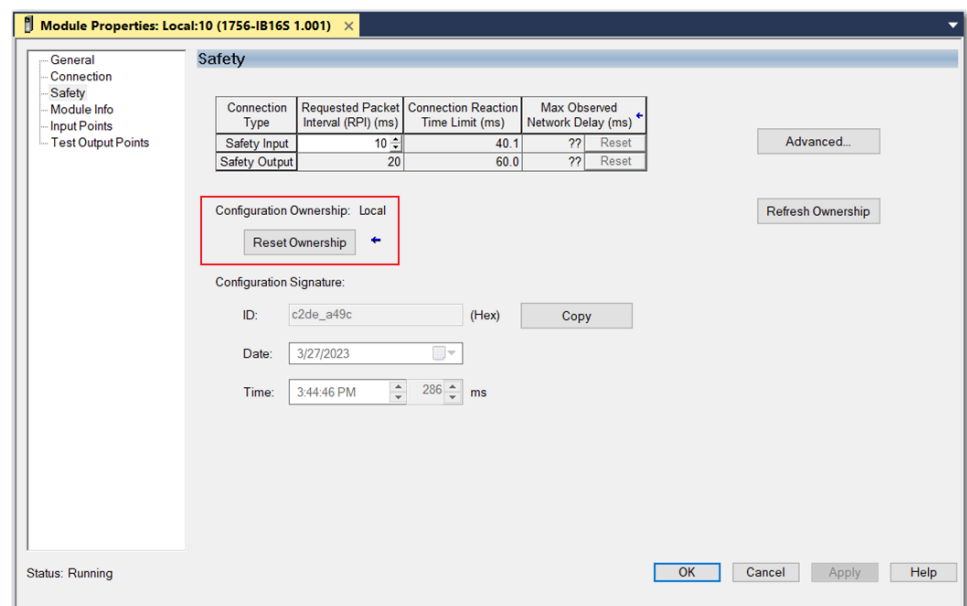 Module Properties: Local:10 (1756-IB16S 1.001) ×
General
Connection
Safety
Module Info
Input Points
Test Output Points
Safety
Connection Type Requested Packet Interval (RPI) (ms) Connection Reaction Time Limit (ms) Max Observed Network Delay (ms)
Safety Input 10 40.1 ?? Reset
Safety Output 20 60.0 ?? Reset
Advanced...
Configuration Ownership: Local
Refresh Ownership
Reset Ownership
Configuration Signature:
ID: c2de_a49c (Hex) Copy
Date: 3/27/2023
Time: 3:44:46 PM 286 ms
Status: Running
OK Cancel Apply Help